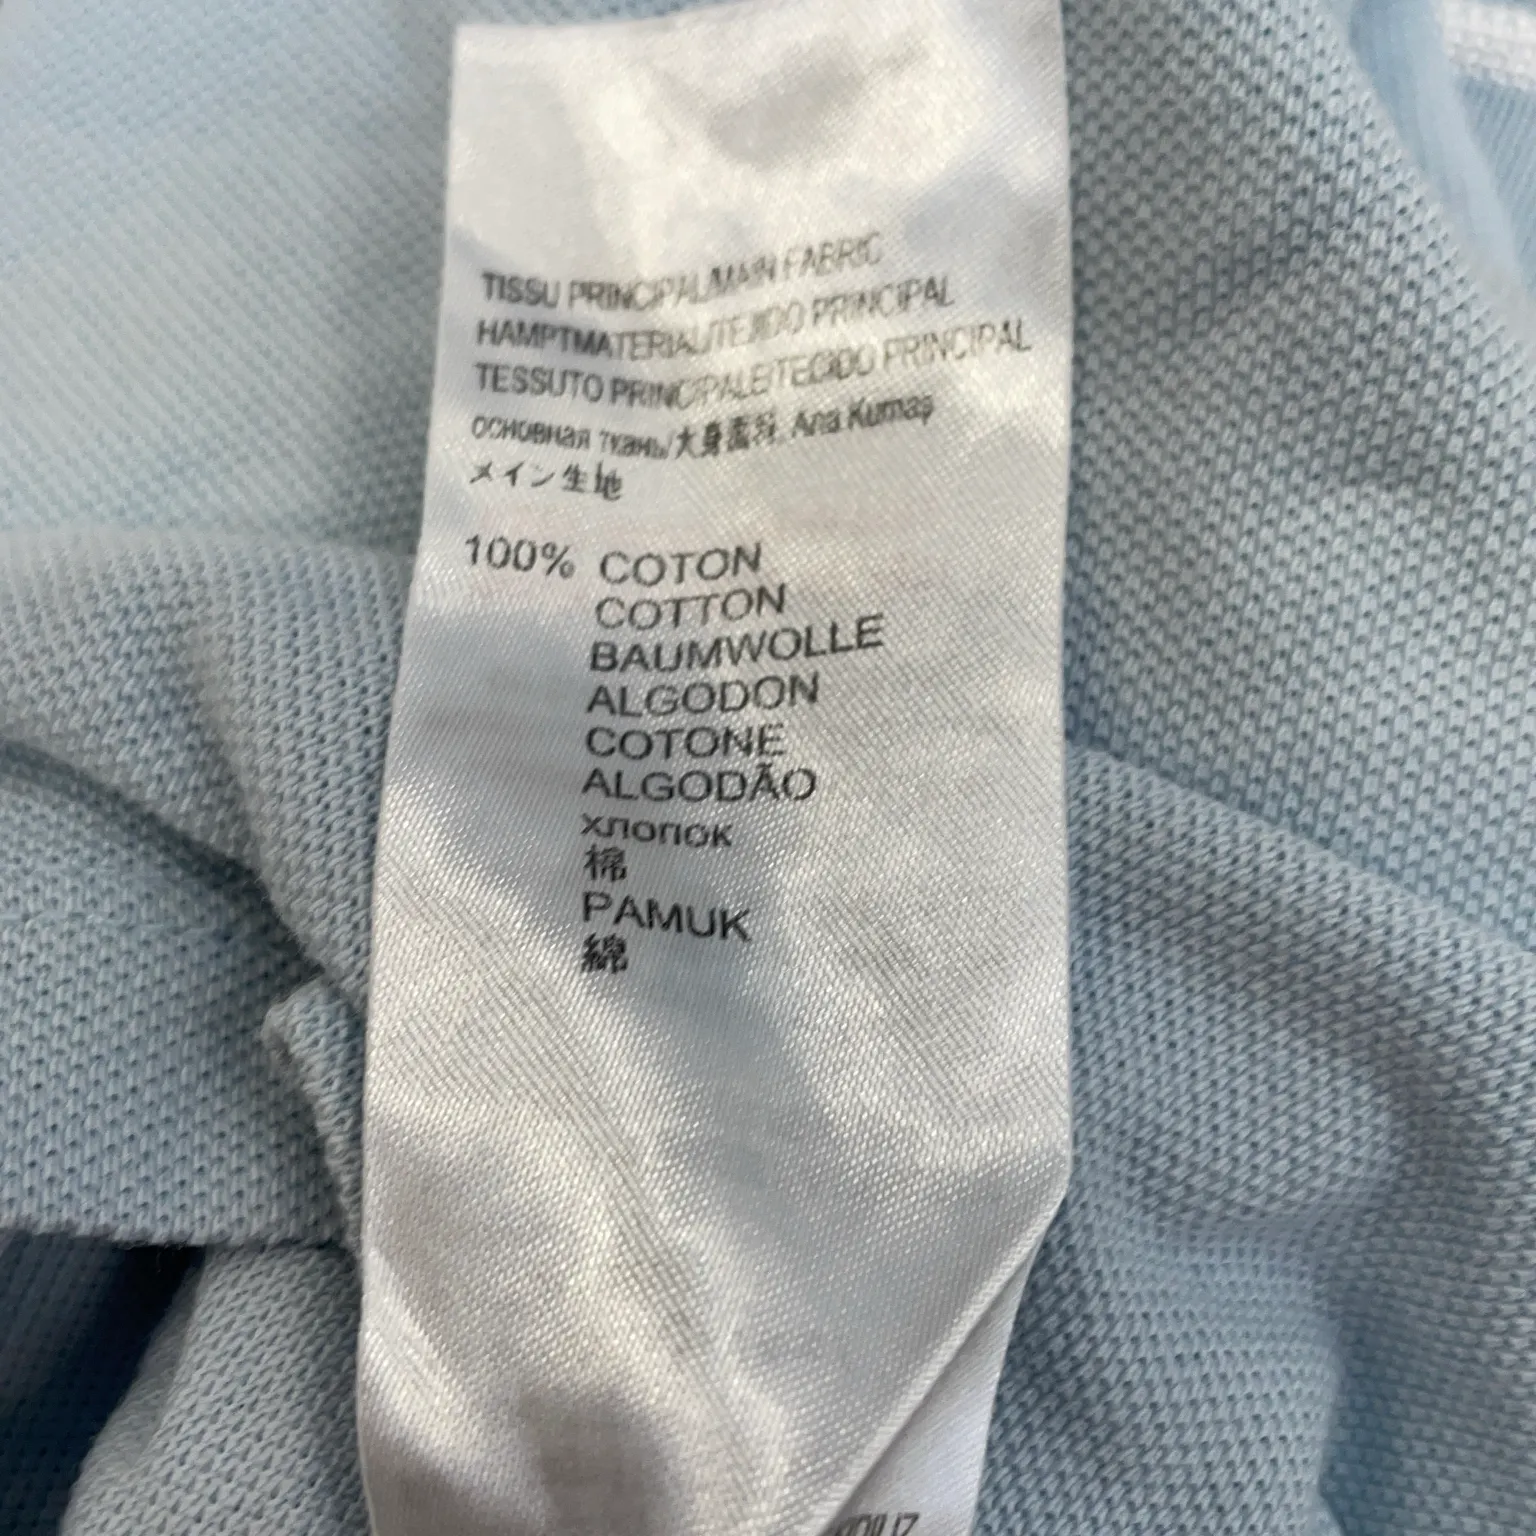 TISSU PRINCIPAL/MAIN FABRIC
HAMPTMATERIAL/TEJIDO PRINCIPAL
TESSUTO PRINCIPALE/TECIDO PRINCIPAL
основная ткань/大身面料 Ana Kumaş
メイン生地
100% COTON
COTTON
BAUMWOLLE
ALGODON
COTONE
ALGODÃO
хлопок
棉
PAMUK
綿